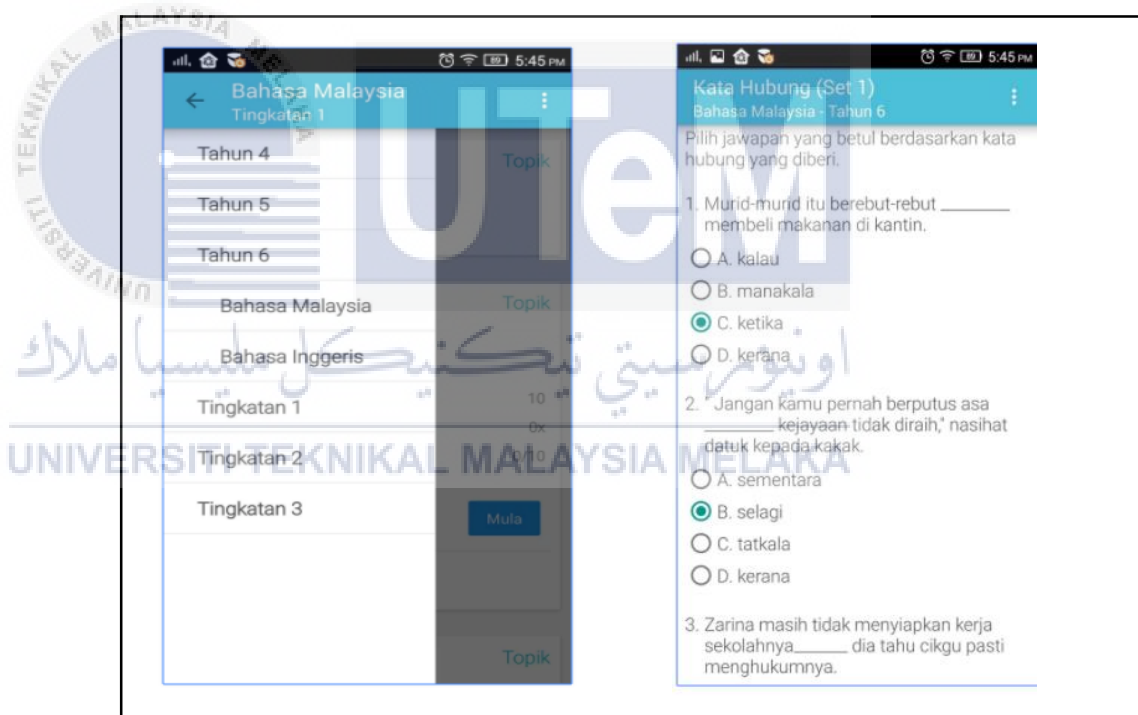 5:45 PM
Bahasa Malaysia
Tingkatan 1
Tahun 4
Topik
Tahun 5
Tahun 6
Bahasa Malaysia
Topik
Bahasa Inggeris
Tingkatan 1
10
0x
Tingkatan 2
0/10
Tingkatan 3
Mula
Topik
89 5:45 PM
Kata Hubung (Set 1)
Bahasa Malaysia - Tahun 6
Pilih jawapan yang betul berdasarkan kata
hubung yang diberi.
1. Murid-murid itu berebut-rebut ________
membeli makanan di kantin.
A. kalau
B. manakala
C. ketika
D. kerana
2. " Jangan kamu pernah berputus asa
________ kejayaan tidak diraih," nasihat
datuk kepada kakak.
A. sementara
B. selagi
C. tatkala
D. kerana
3. Zarina masih tidak menyiapkan kerja
sekolahnya______ dia tahu cikgu pasti
menghukumnya.
UTeM
اونيۏرسيتي تيکنيکل مليسيا ملاك
UNIVERSITI TEKNIKAL MALAYSIA MELAKA